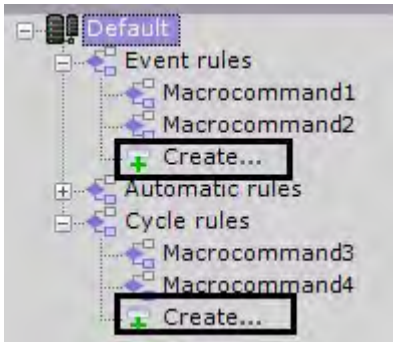 Default
Event rules
Macrocommand1
Macrocommand2
Create...
Automatic rules
Cycle rules
Macrocommand3
Macrocommand4
Create...